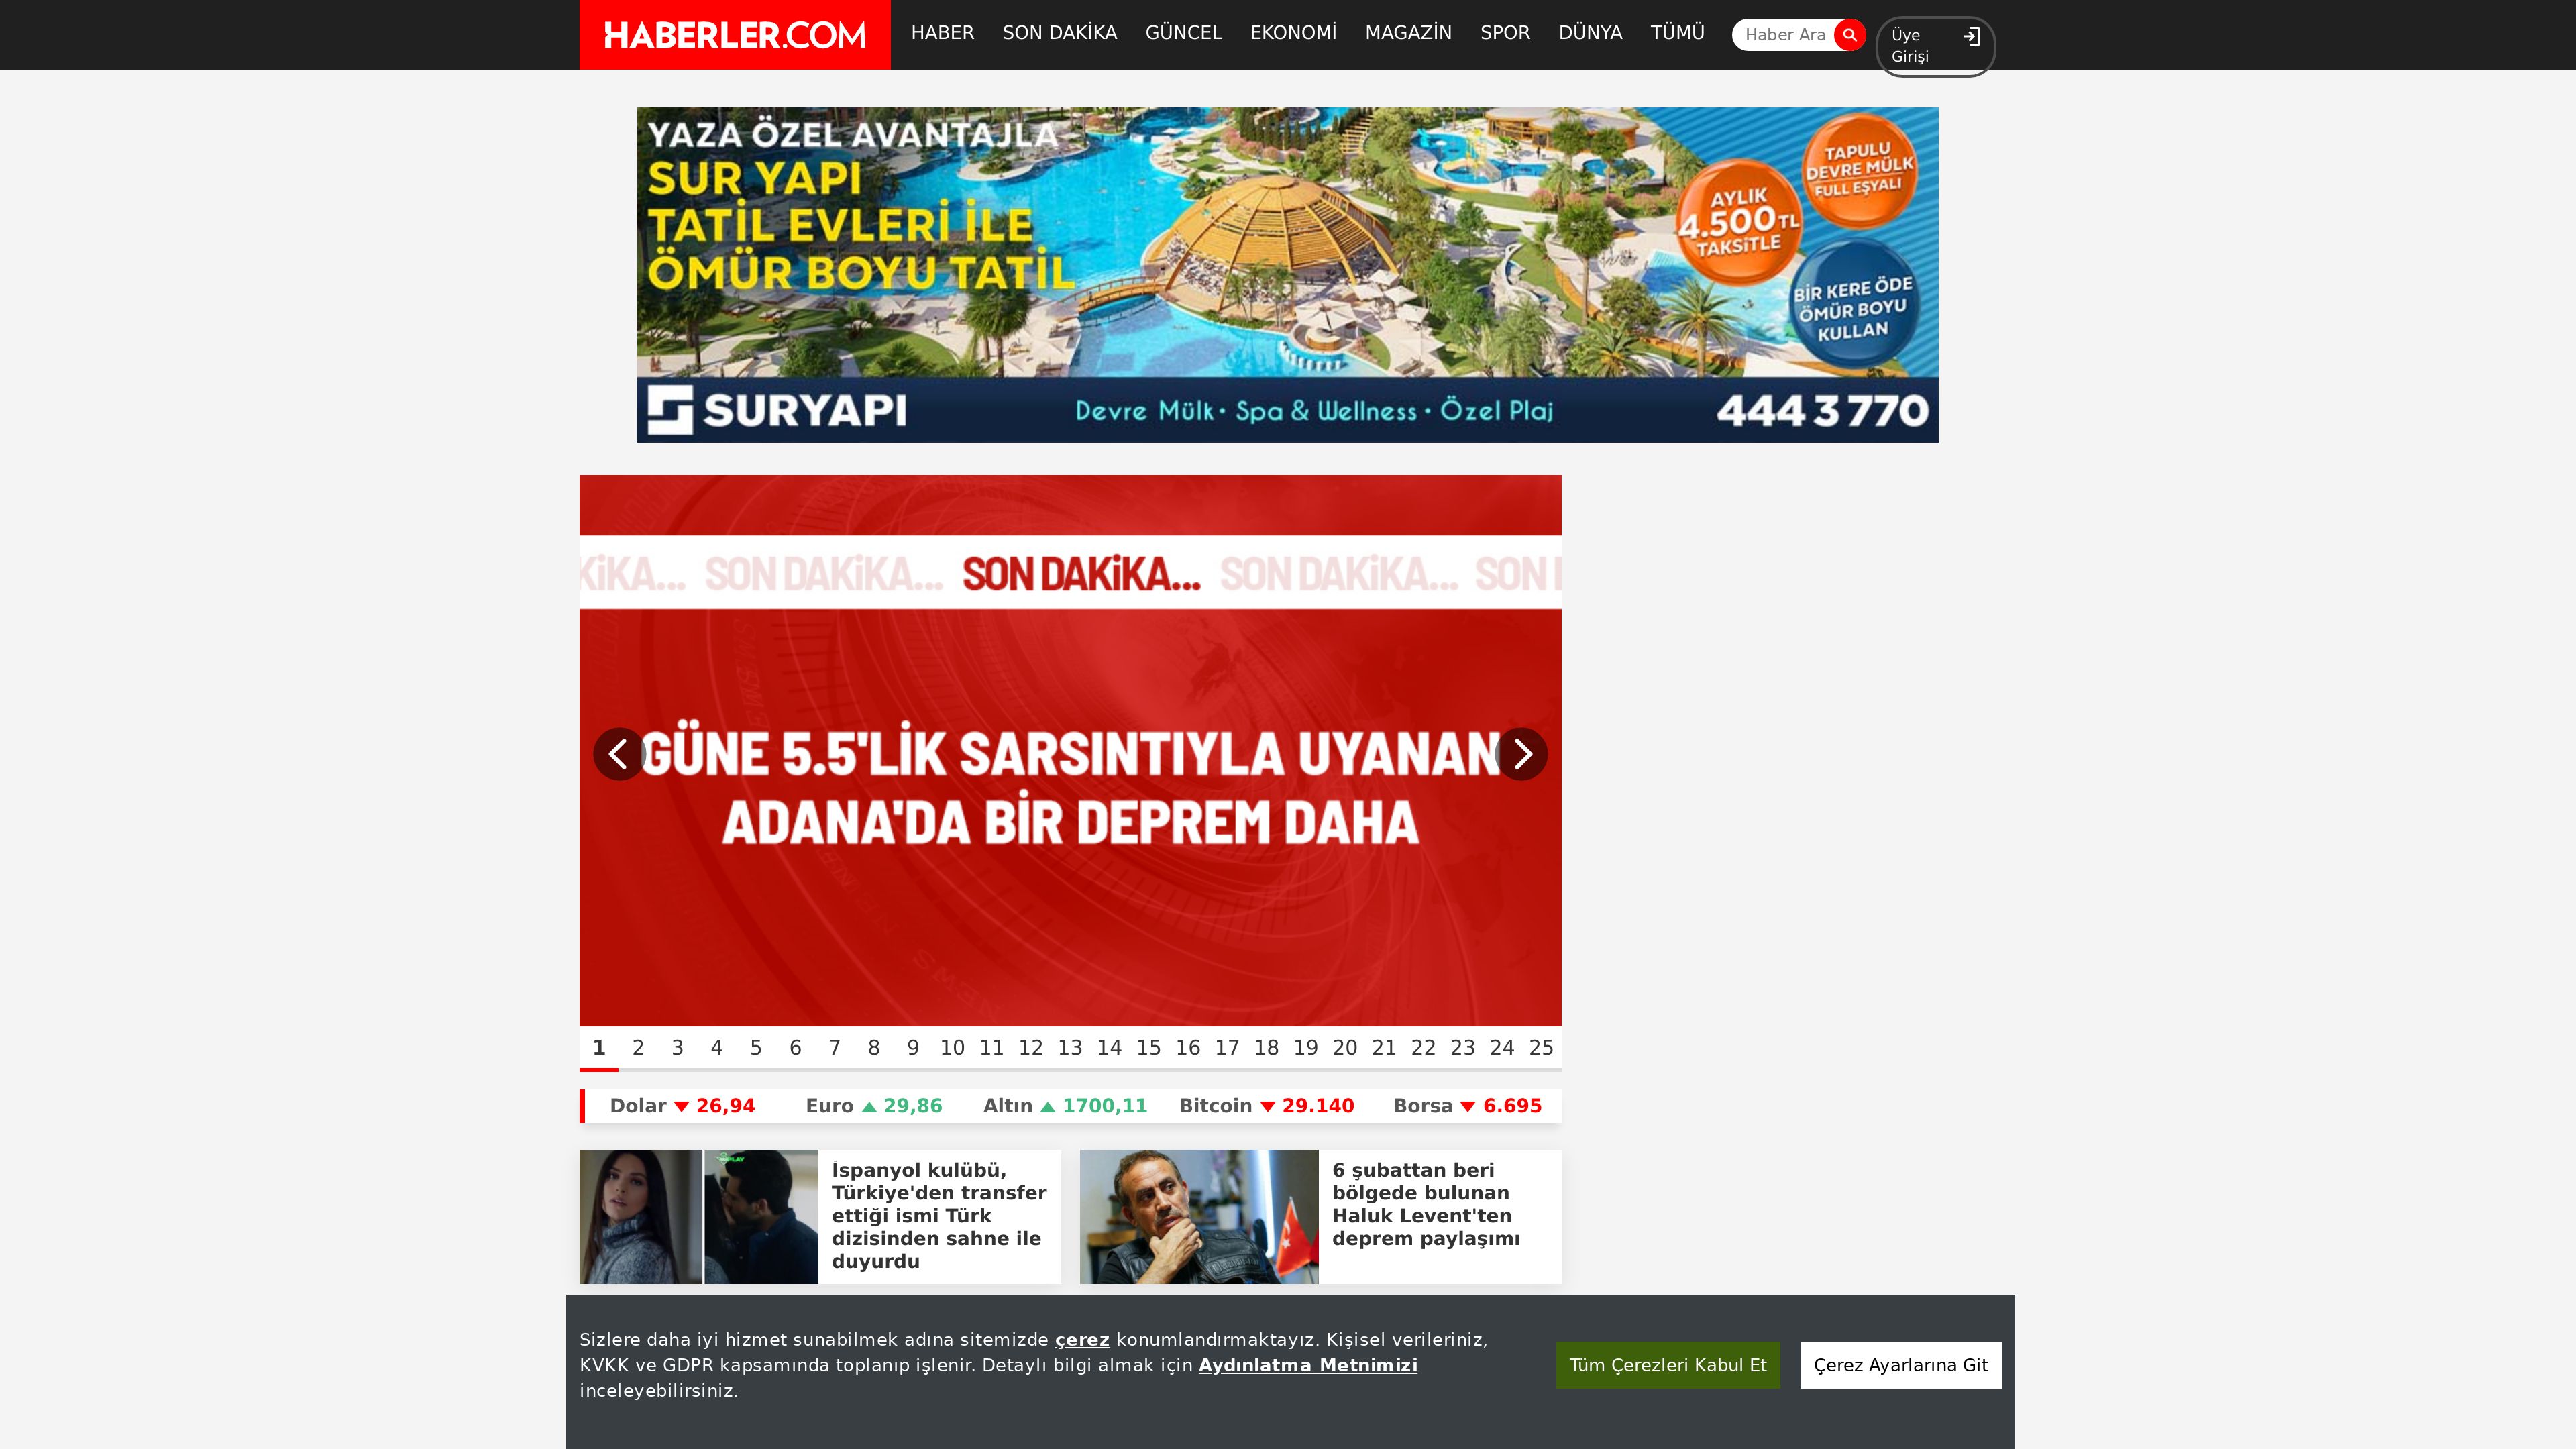 HABERLER.COM
HABER SON DAKİKA GÜNCEL EKONOMİ MAGAZİN SPOR DÜNYA TÜMÜ
Haber Ara
Üye
Girişi
YAZA ÖZEL AVANTAJLA
SUR YAPI
TATİL EVLERİ İLE
ÖMÜR BOYU TATİL
TAPULU
DEVRE MÜLK
FULL EŞYALI
AYLIK
4.500 TL
TAKSİTLE
BİR KERE ÖDE
ÖMÜR BOYU
KULLAN
SURYAPI
Devre Mülk • Spa & Wellness • Özel Plaj
444 3 770
KİKA... SON DAKİKA... SON DAKİKA... SON DAKİKA... SON
GÜNE 5.5'LİK SARSINTIYLA UYANAN
ADANA'DA BİR DEPREM DAHA
1 2 3 4 5 6 7 8 9 10 11 12 13 14 15 16 17 18 19 20 21 22 23 24 25
Dolar 26,94 Euro 29,86 Altın 1700,11 Bitcoin 29.140 Borsa 6.695
İspanyol kulübü,
Türkiye'den transfer
ettiği ismi Türk
dizisinden sahne ile
duyurdu
6 şubattan beri
bölgede bulunan
Haluk Levent'ten
deprem paylaşımı
Sizlere daha iyi hizmet sunabilmek adına sitemizde çerez konumlandırmaktayız. Kişisel verileriniz,
KVKK ve GDPR kapsamında toplanıp işlenir. Detaylı bilgi almak için Aydınlatma Metnimizi
inceleyebilirsiniz.
Tüm Çerezleri Kabul Et
Çerez Ayarlarına Git